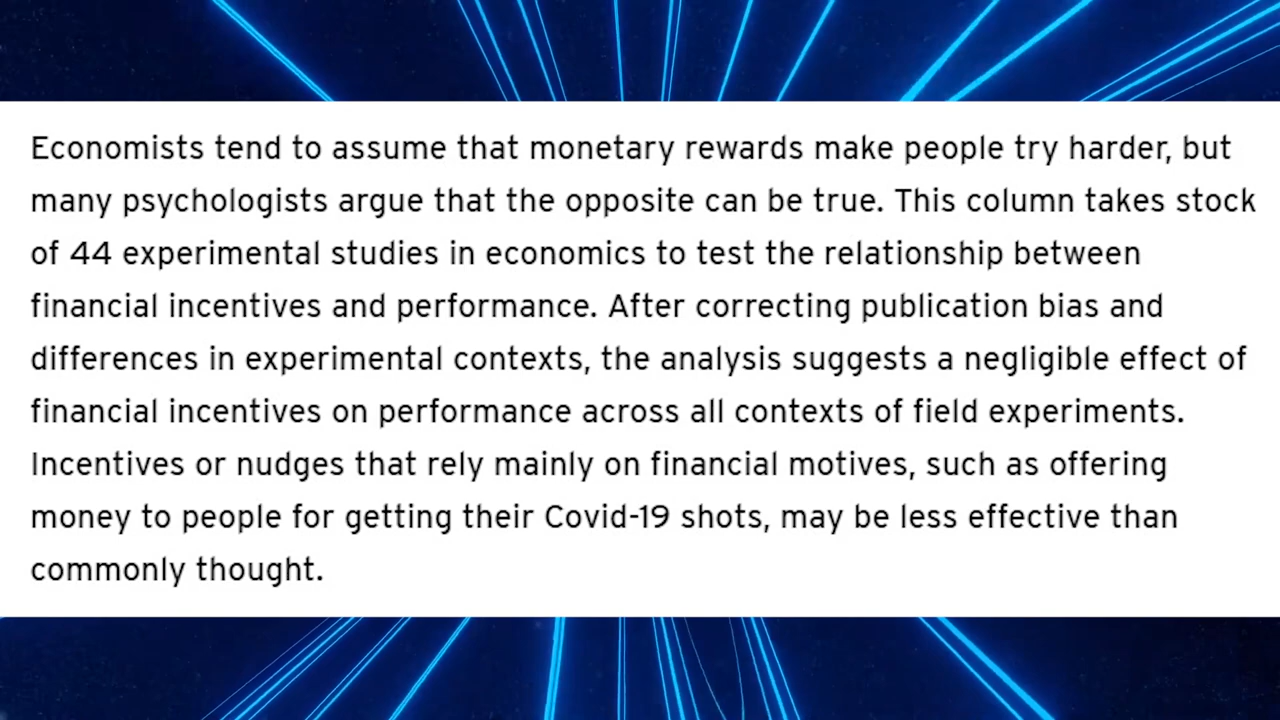 Economists tend to assume that monetary rewards make people try harder, but
many psychologists argue that the opposite can be true. This column takes stock
of 44 experimental studies in economics to test the relationship between
financial incentives and performance. After correcting publication bias and
differences in experimental contexts, the analysis suggests a negligible effect of
financial incentives on performance across all contexts of field experiments.
Incentives or nudges that rely mainly on financial motives, such as offering
money to people for getting their Covid-19 shots, may be less effective than
commonly thought.